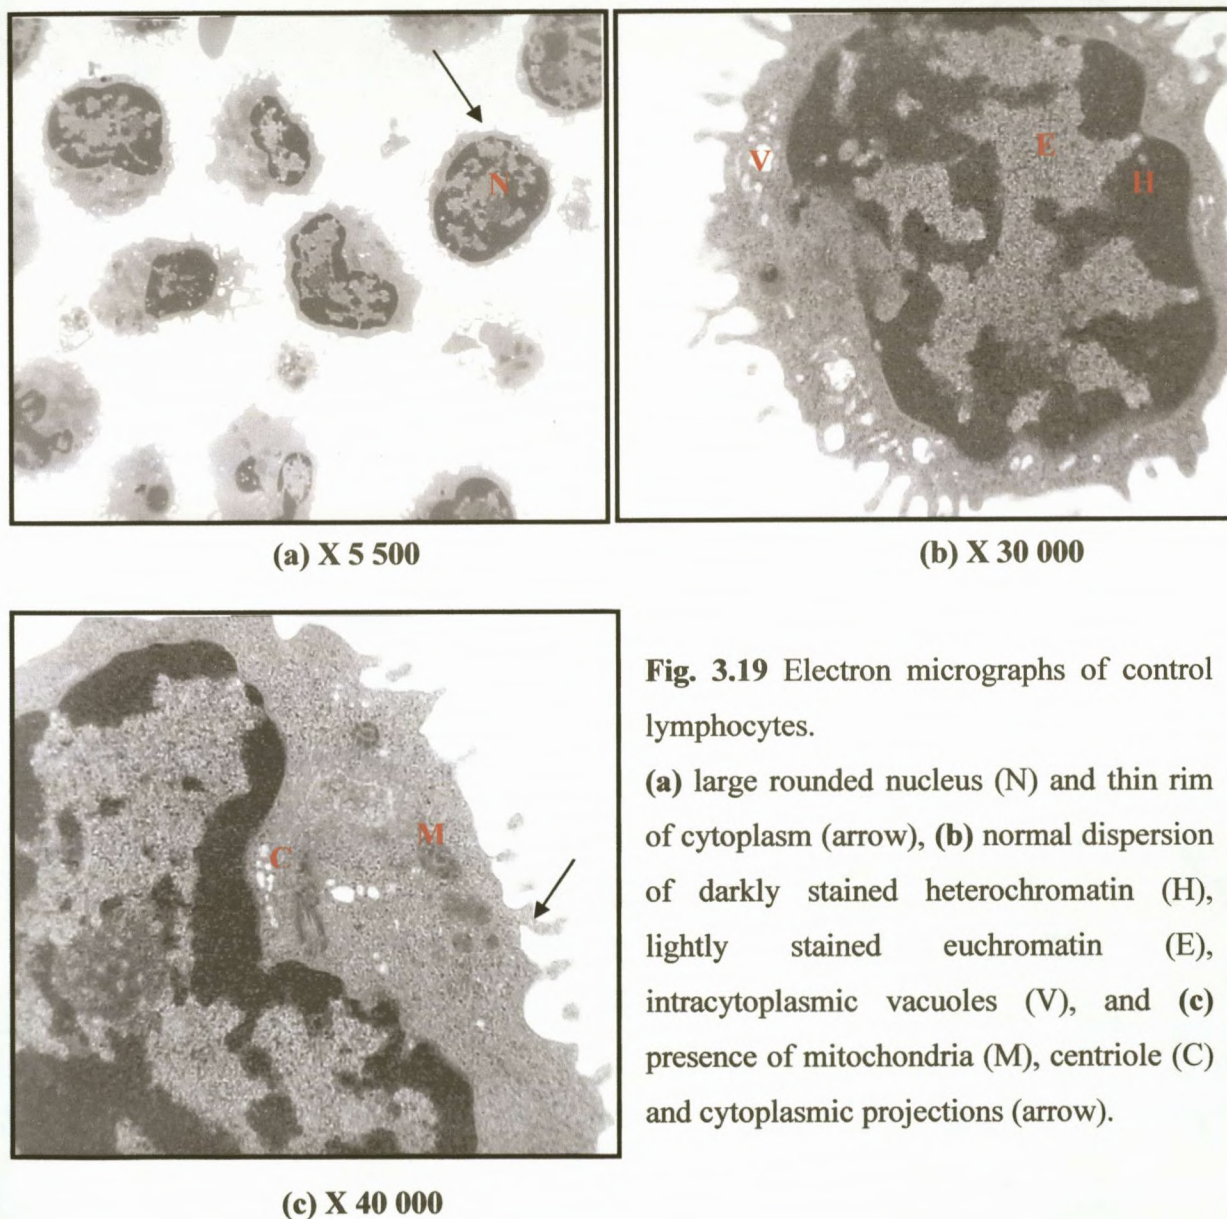 N
V
E
H
(a) X 5 500
(b) X 30 000
C
M
(c) X 40 000
Fig. 3.19 Electron micrographs of control
lymphocytes.
(a) large rounded nucleus (N) and thin rim
of cytoplasm (arrow), (b) normal dispersion
of darkly stained heterochromatin (H),
lightly stained euchromatin (E),
intracytoplasmic vacuoles (V), and (c)
presence of mitochondria (M), centriole (C)
and cytoplasmic projections (arrow).